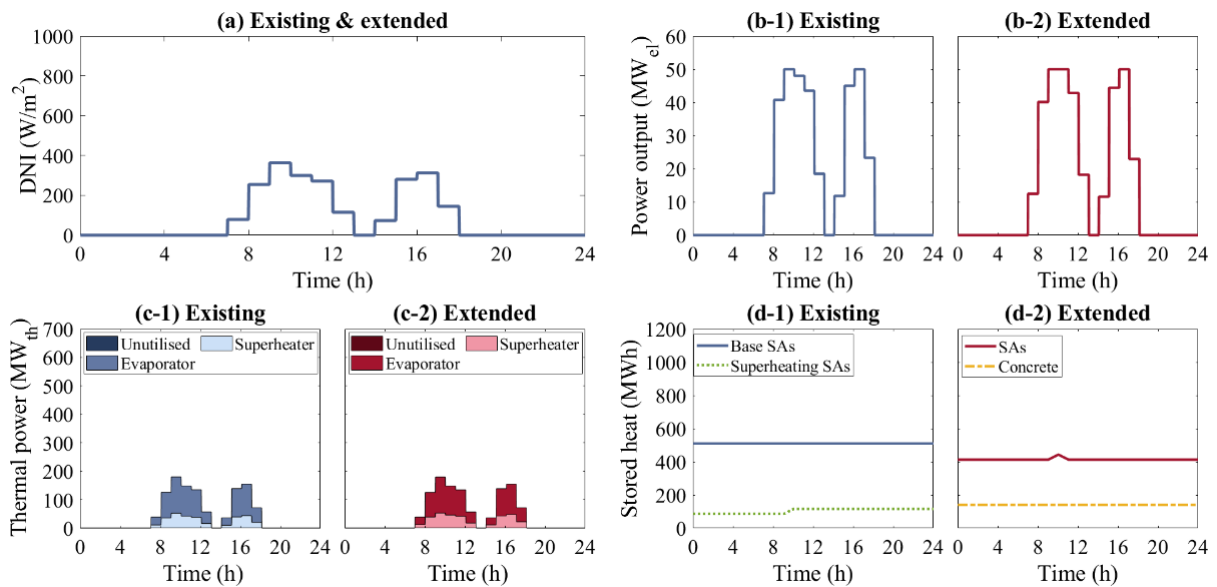 (a) Existing & extended
1000
800
600
400
200
0
DNI (W/m²)
0 4 8 12 16 20 24
Time (h)
(b-1) Existing
60
50
40
30
20
10
0
Power output (MWel)
0 4 8 12 16 20 24
Time (h)
(b-2) Extended
0 4 8 12 16 20 24
Time (h)
(c-1) Existing
700
600
500
400
300
200
100
0
Thermal power (MWth)
Unutilised Superheater
Evaporator
0 4 8 12 16 20 24
Time (h)
(c-2) Extended
Unutilised Superheater
Evaporator
0 4 8 12 16 20 24
Time (h)
(d-1) Existing
1200
1000
800
600
400
200
0
Stored heat (MWh)
Base SAs
Superheating SAs
0 4 8 12 16 20 24
Time (h)
(d-2) Extended
SAs
Concrete
0 4 8 12 16 20 24
Time (h)